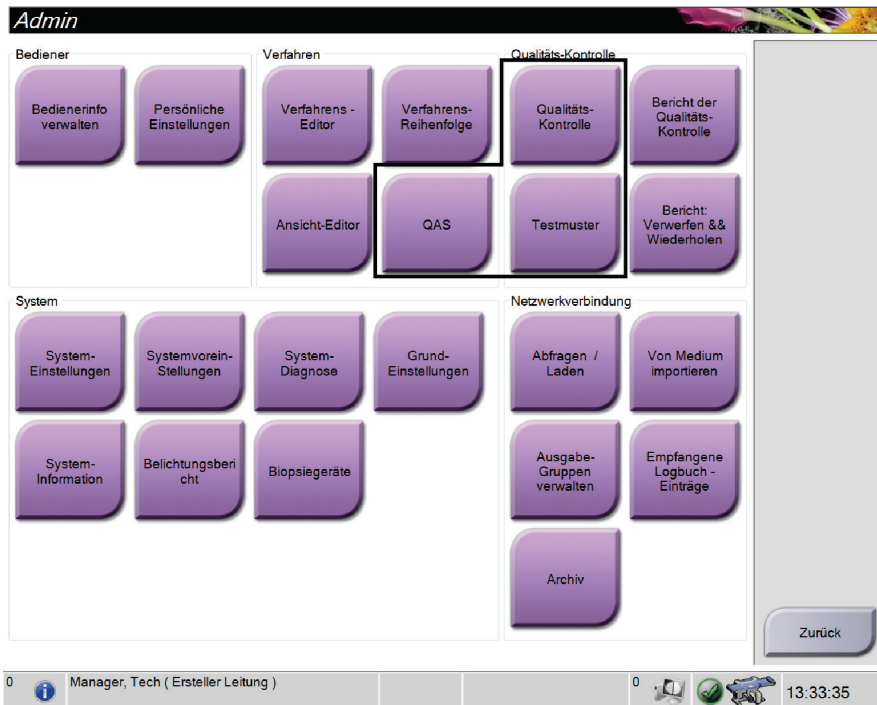 Admin
Bediener
Bedienerinfo
verwalten
Persönliche
Einstellungen
Verfahren
Verfahrens -
Editor
Verfahrens-
Reihenfolge
Ansicht-Editor
QAS
Qualitäts-Kontrolle
Qualitäts-
Kontrolle
Bericht der
Qualitäts-
Kontrolle
Testmuster
Bericht:
Verwerfen &&
Wiederholen
System
System-
Einstellungen
Systemvorein-
Stellungen
System-
Diagnose
Grund-
Einstellungen
System-
Information
Belichtungsberi
cht
Biopsiegeräte
Netzwerkverbindung
Abfragen /
Laden
Von Medium
importieren
Ausgabe-
Gruppen
verwalten
Empfangene
Logbuch -
Einträge
Archiv
Zurück
0
Manager, Tech ( Ersteller Leitung )
0
13:33:35